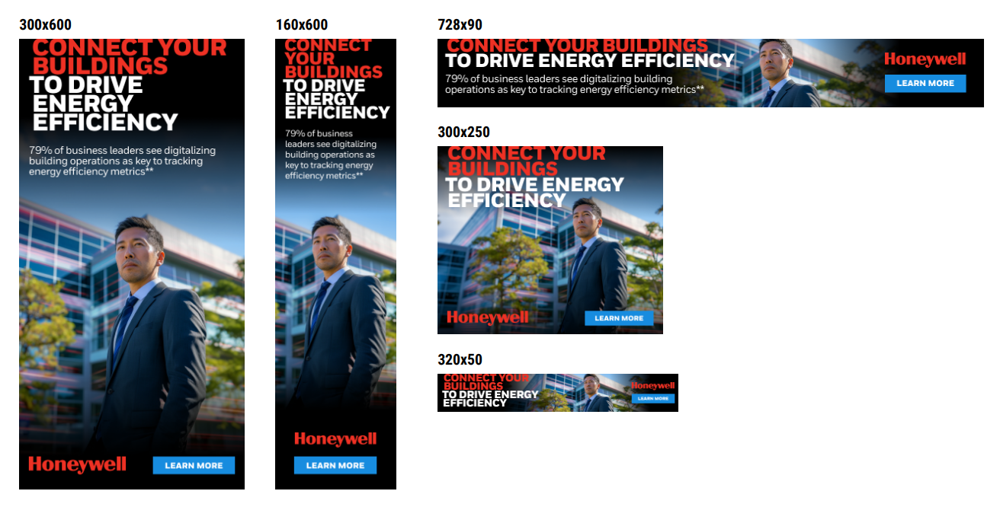 300x600
CONNECT YOUR
BUILDINGS
TO DRIVE
ENERGY
EFFICIENCY
79% of business leaders see digitalizing
building operations as key to tracking
energy efficiency metrics**
Honeywell
LEARN MORE
160x600
CONNECT
YOUR
BUILDINGS
TO DRIVE
ENERGY
EFFICIENCY
79% of business
leaders see digitalizing
building operations as
key to tracking energy
efficiency metrics**
Honeywell
LEARN MORE
728x90
CONNECT YOUR BUILDINGS
TO DRIVE ENERGY EFFICIENCY
79% of business leaders see digitalizing building
operations as key to tracking energy efficiency metrics**
Honeywell
LEARN MORE
300x250
CONNECT YOUR
BUILDINGS
TO DRIVE ENERGY
EFFICIENCY
Honeywell
LEARN MORE
320x50
CONNECT YOUR
BUILDINGS
TO DRIVE ENERGY
EFFICIENCY
Honeywell
LEARN MORE